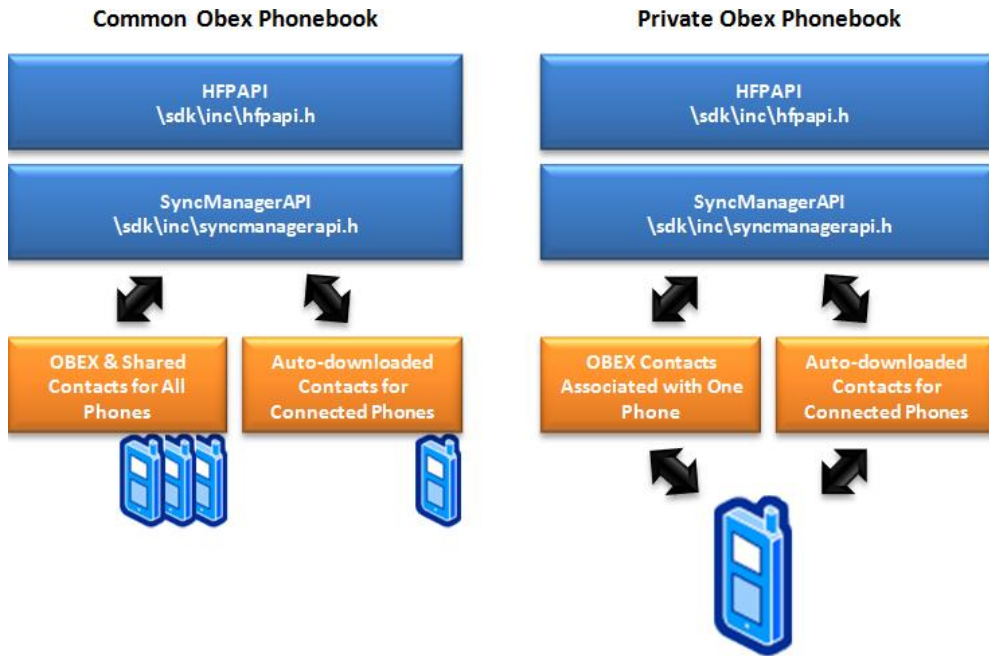 Common Obex Phonebook
HFPAPI
\sdk\inc\hfpapi.h
SyncManagerAPI
\sdk\inc\syncmanagerapi.h
OBEX & Shared
Contacts for All
Phones
Auto-downloaded
Contacts for
Connected Phones
Private Obex Phonebook
HFPAPI
\sdk\inc\hfpapi.h
SyncManagerAPI
\sdk\inc\syncmanagerapi.h
OBEX Contacts
Associated with One
Phone
Auto-downloaded
Contacts for
Connected Phones